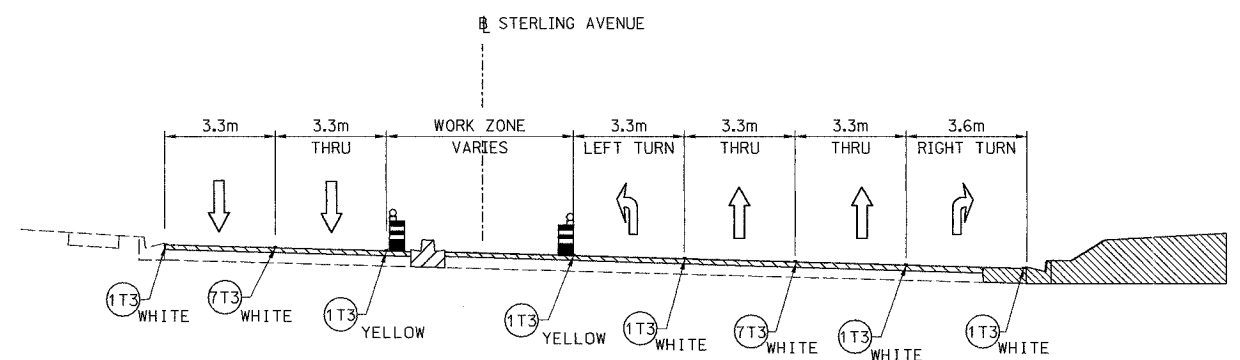 ℄ STERLING AVENUE
3.3m 3.3m WORK ZONE 3.3m 3.3m 3.3m 3.6m
THRU VARIES LEFT TURN THRU THRU RIGHT TURN
1T3 WHITE
7T3 WHITE
1T3 YELLOW
1T3 YELLOW
1T3 WHITE
7T3 WHITE
1T3 WHITE
1T3 WHITE